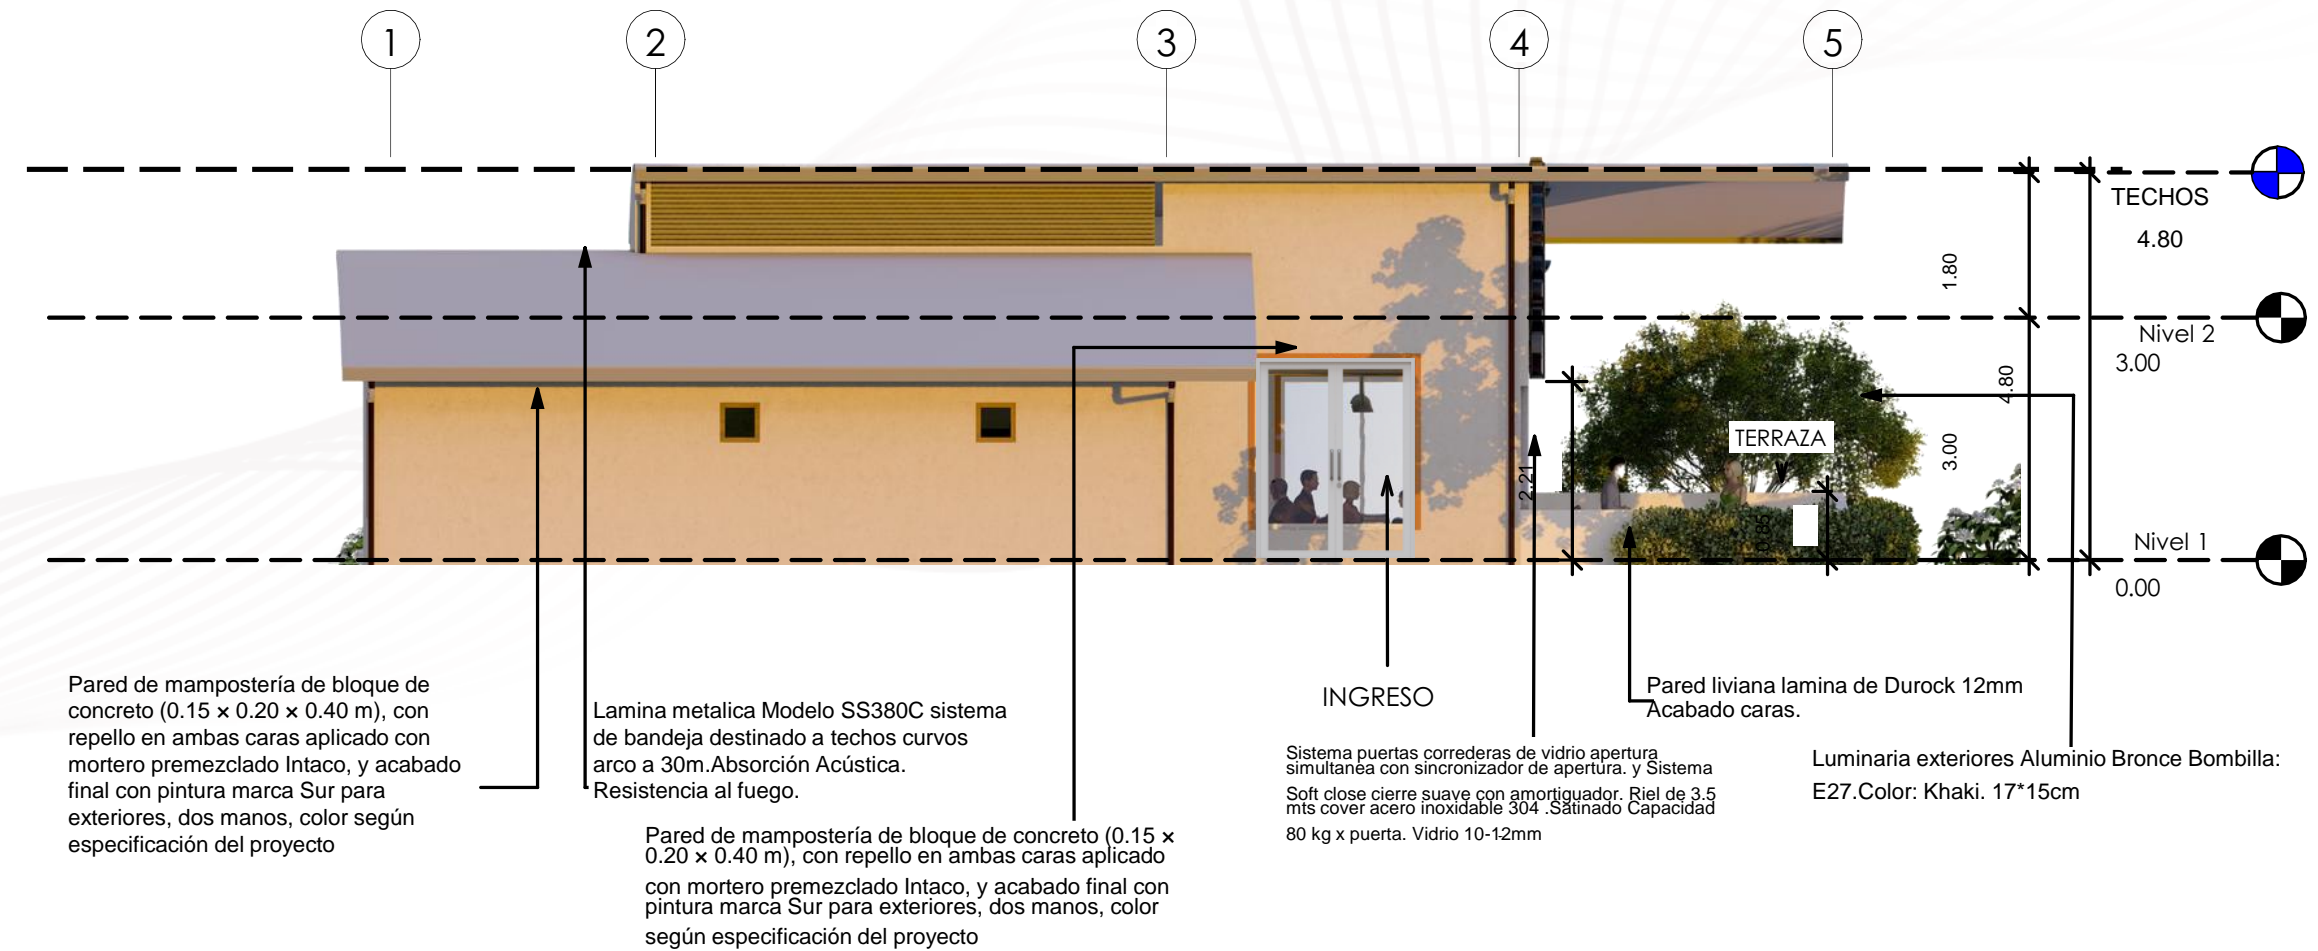 1
2
3
4
5
TECHOS
4.80
1.80
Nivel 2
3.00
4.80
TERRAZA
3.00
2.21
0.85
Nivel 1
0.00
Pared de mampostería de bloque de
concreto (0.15 × 0.20 × 0.40 m), con
repello en ambas caras aplicado con
mortero premezclado Intaco, y acabado
final con pintura marca Sur para
exteriores, dos manos, color según
especificación del proyecto
Lamina metalica Modelo SS380C sistema
de bandeja destinado a techos curvos
arco a 30m.Absorción Acústica.
Resistencia al fuego.
Pared de mampostería de bloque de concreto (0.15 ×
0.20 × 0.40 m), con repello en ambas caras aplicado
con mortero premezclado Intaco, y acabado final con
pintura marca Sur para exteriores, dos manos, color
según especificación del proyecto
INGRESO
Sistema puertas correderas de vidrio apertura
simultanea con sincronizador de apertura. y Sistema
Soft close cierre suave con amortiguador. Riel de 3.5
mts cover acero inoxidable 304 .Satinado Capacidad
80 kg x puerta. Vidrio 10-12mm
Pared liviana lamina de Durock 12mm
Acabado caras.
Luminaria exteriores Aluminio Bronce Bombilla:
E27.Color: Khaki. 17*15cm